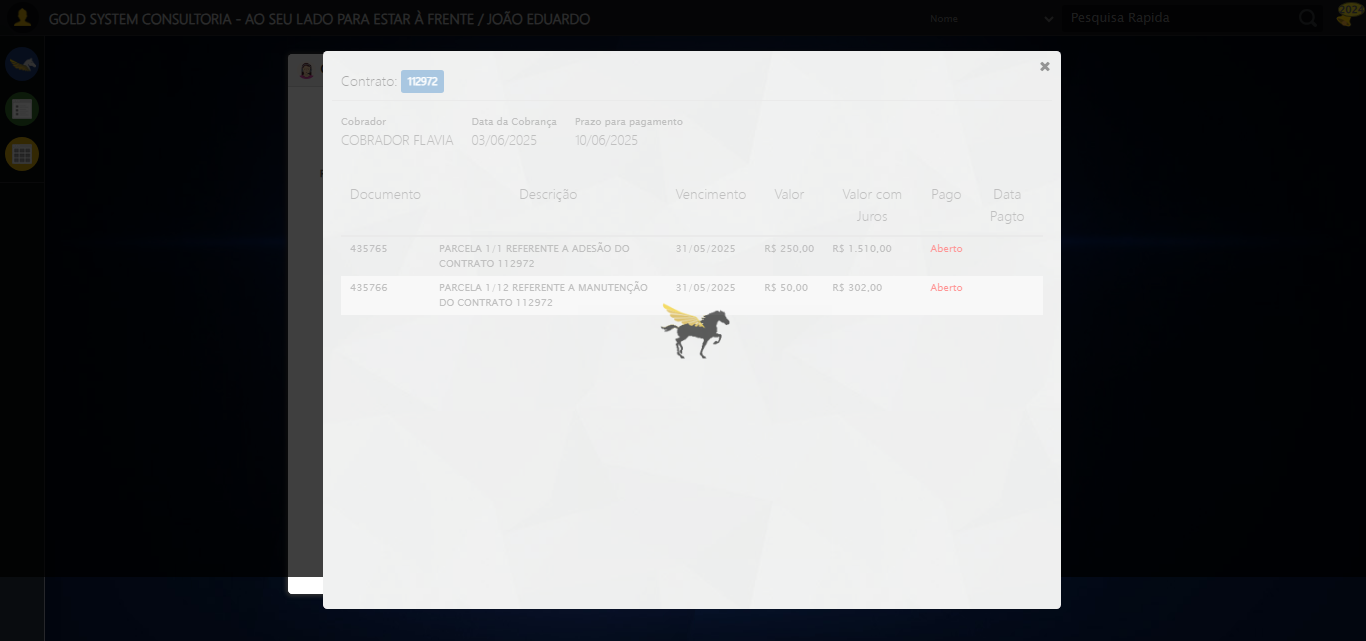 GOLD SYSTEM CONSULTORIA - AO SEU LADO PARA ESTAR À FRENTE / JOÃO EDUARDO
Nome
Pesquisa Rapida
Contrato: 112972
Cobrador Data da Cobrança Prazo para pagamento
COBRADOR FLAVIA 03/06/2025 10/06/2025
Documento Descrição Vencimento Valor Valor com Juros Pago Data Pagto
435765 PARCELA 1/1 REFERENTE A ADESÃO DO 31/05/2025 R$ 250,00 R$ 1.510,00 Aberto
CONTRATO 112972
435766 PARCELA 1/12 REFERENTE A MANUTENÇÃO 31/05/2025 R$ 50,00 R$ 302,00 Aberto
DO CONTRATO 112972